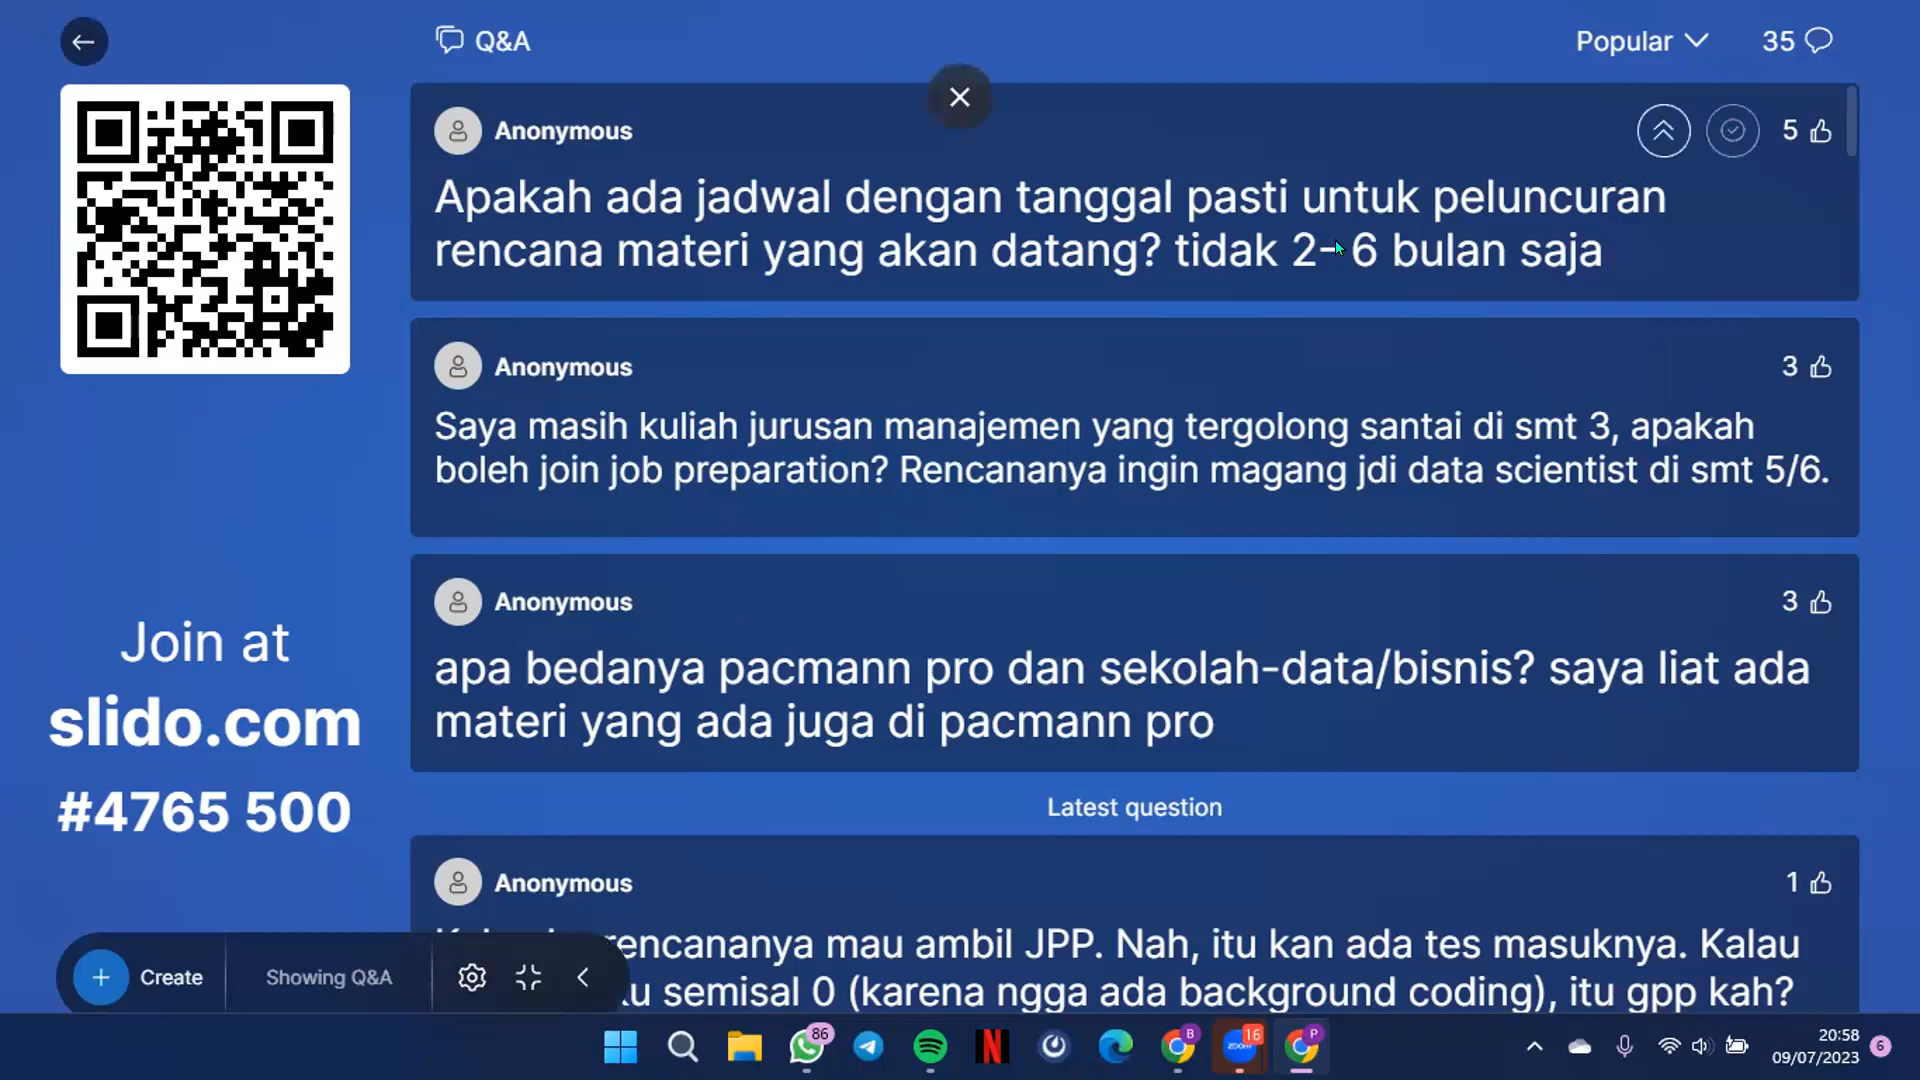 Q&A
Popular
35
Anonymous
5
Apakah ada jadwal dengan tanggal pasti untuk peluncuran
rencana materi yang akan datang? tidak 2- 6 bulan saja
Anonymous
3
Saya masih kuliah jurusan manajemen yang tergolong santai di smt 3, apakah
boleh join job preparation? Rencananya ingin magang jdi data scientist di smt 5/6.
Anonymous
3
apa bedanya pacmann pro dan sekolah-data/bisnis? saya liat ada
materi yang ada juga di pacmann pro
Latest question
Anonymous
1
rencananya mau ambil JPP. Nah, itu kan ada tes masuknya. Kalau
semisal 0 (karena ngga ada background coding), itu gpp kah?
Join at
slido.com
#4765 500
Create
Showing Q&A
86
N
B
zoom
16
P
20:58
09/07/2023
6